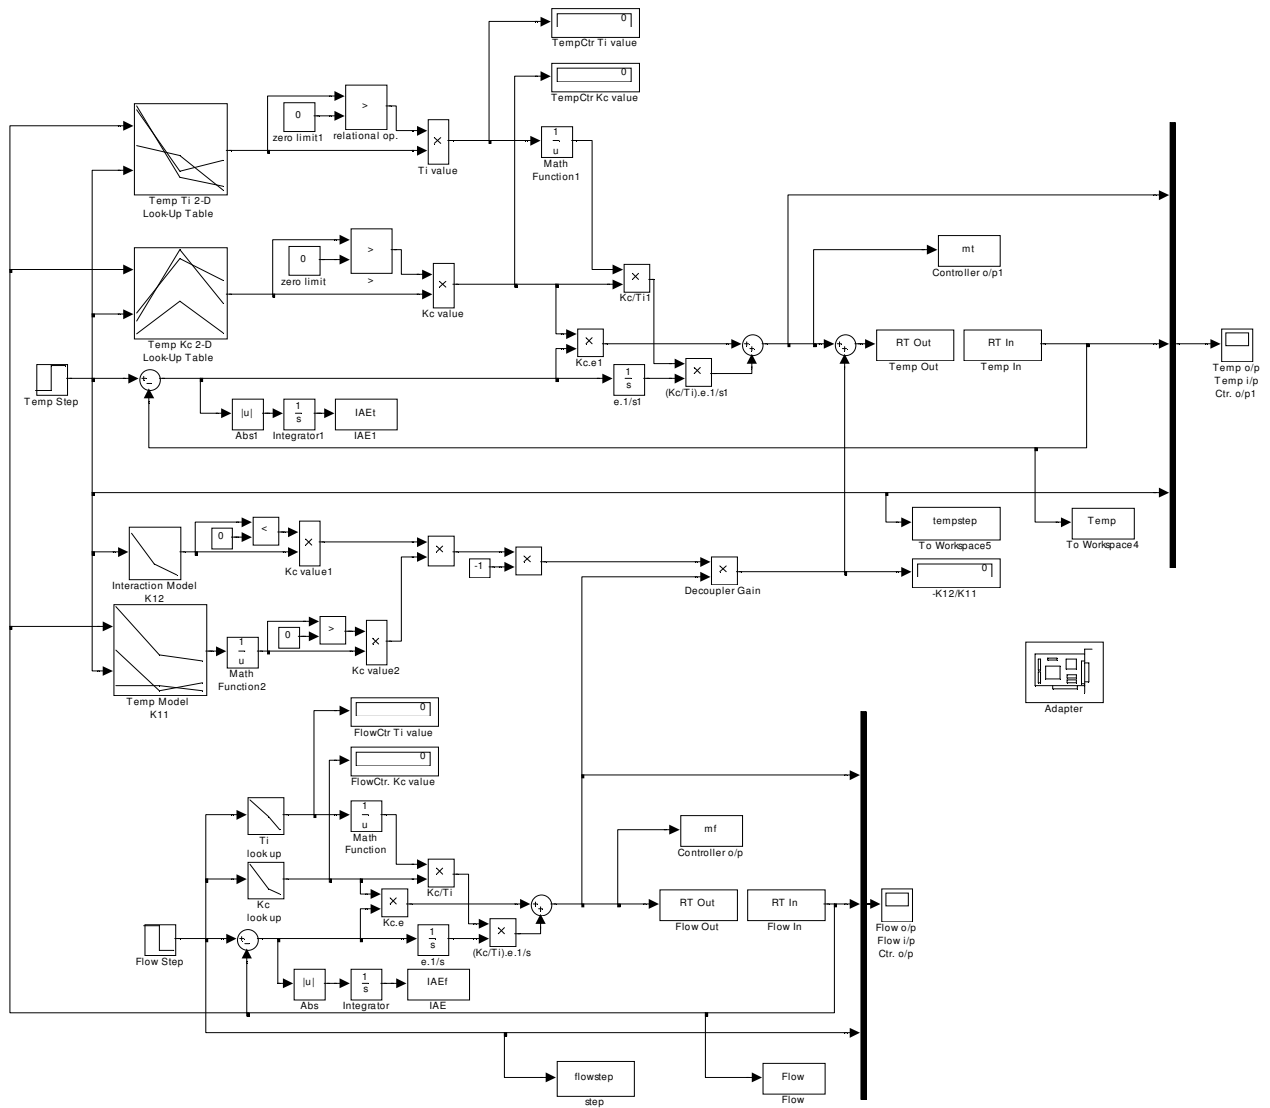 0
TempCtr Ti value
0
TempCtr Kc value
>
0
zero limit1
relational op.
×
Ti value
1
u
Math
Function1
Temp Ti 2-D
Look-Up Table
>
0
zero limit
>
×
Kc value
×
Kc/Ti1
mt
Controller o/p1
Temp Kc 2-D
Look-Up Table
×
Kc.e1
+
+
+
+
RT Out
Temp Out
RT In
Temp In
Temp o/p
Temp i/p
Ctr. o/p1
Temp Step
+
−
1
s
e.1/s1
×
(Kc/Ti).e.1/s1
|u|
Abs1
1
s
Integrator1
IAEt
IAE1
tempstep
To Workspace5
Temp
To Workspace4
Interaction Model
K12
0
<
×
Kc value1
×
-1
×
×
Decoupler Gain
0
-K12/K11
Temp Model
K11
1
u
Math
Function2
0
>
×
Kc value2
Adapter
0
FlowCtr Ti value
0
FlowCtr. Kc value
Ti
look up
1
u
Math
Function
mf
Controller o/p
Kc
look up
×
Kc/Ti
×
Kc.e
+
+
RT Out
Flow Out
RT In
Flow In
Flow o/p
Flow i/p
Ctr. o/p
Flow Step
+
−
1
s
e.1/s
×
(Kc/Ti).e.1/s
|u|
Abs
1
s
Integrator
IAEf
IAE
flowstep
step
Flow
Flow